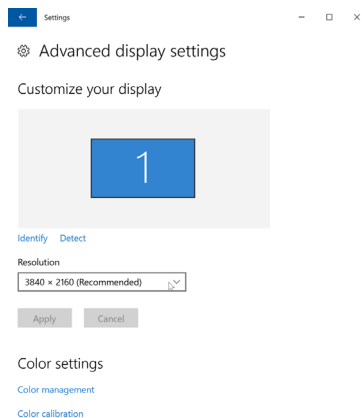 Settings
Advanced display settings
Customize your display
1
Identify Detect
Resolution
3840 × 2160 (Recommended)
Apply Cancel
Color settings
Color management
Color calibration